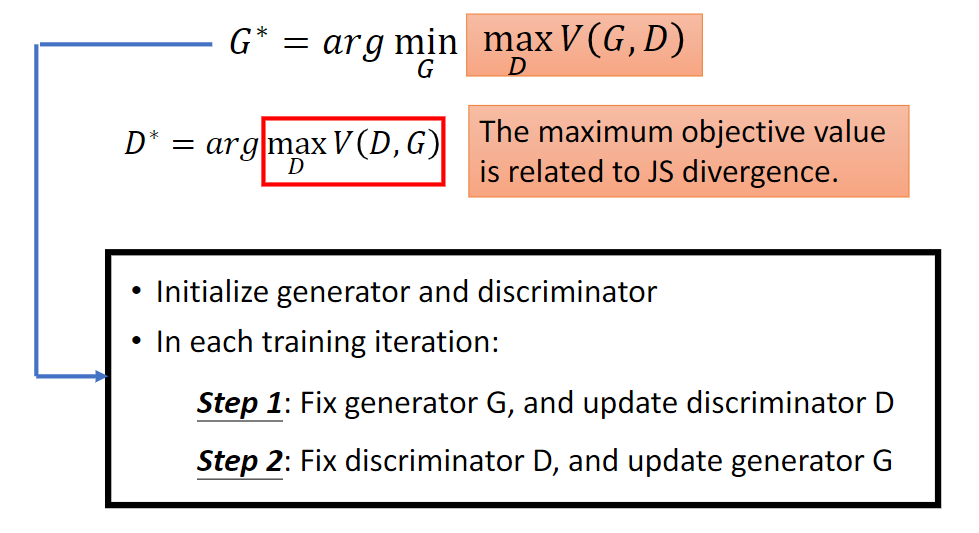 G* = arg min_G max_D V(G, D)
D* = arg max_D V(D, G)
The maximum objective value
is related to JS divergence.
• Initialize generator and discriminator
• In each training iteration:
Step 1: Fix generator G, and update discriminator D
Step 2: Fix discriminator D, and update generator G